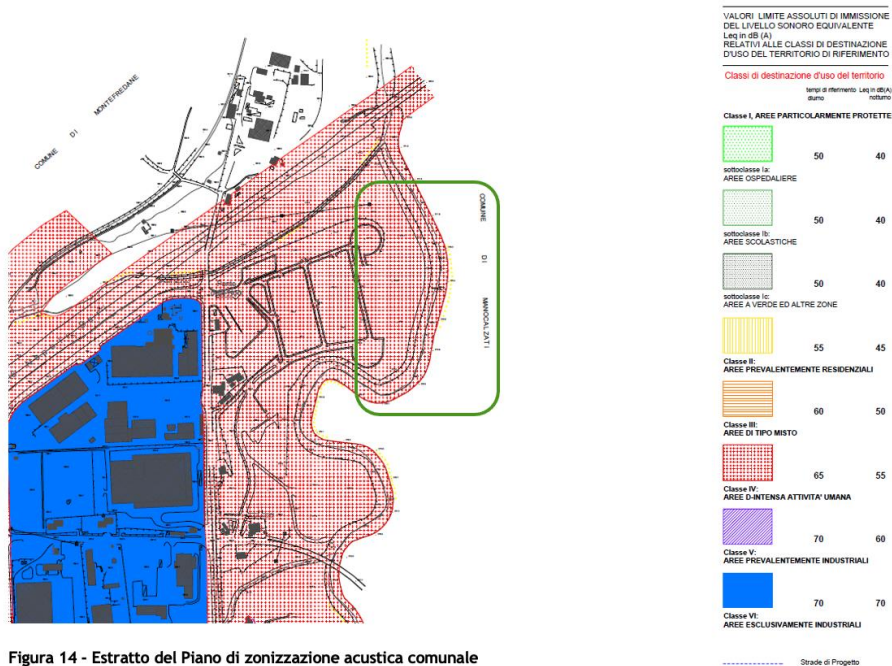 COMUNE DI MONTEFREDANE
COMUNE DI MANOCALZATI
Figura 14 - Estratto del Piano di zonizzazione acustica comunale
VALORI LIMITE ASSOLUTI DI IMMISSIONE
DEL LIVELLO SONORO EQUIVALENTE
Leq in dB (A)
RELATIVI ALLE CLASSI DI DESTINAZIONE
D'USO DEL TERRITORIO DI RIFERIMENTO
Classi di destinazione d'uso del territorio
tempi di riferimento Leq in dB(A)
diurno notturno
Classe I, AREE PARTICOLARMENTE PROTETTE
50 40
sottoclasse Ia:
AREE OSPEDALIERE
50 40
sottoclasse Ib:
AREE SCOLASTICHE
50 40
sottoclasse Ic:
AREE A VERDE ED ALTRE ZONE
55 45
Classe II:
AREE PREVALENTEMENTE RESIDENZIALI
60 50
Classe III:
AREE DI TIPO MISTO
65 55
Classe IV:
AREE D-INTENSA ATTIVITA' UMANA
70 60
Classe V:
AREE PREVALENTEMENTE INDUSTRIALI
70 70
Classe VI:
AREE ESCLUSIVAMENTE INDUSTRIALI
Strade di Progetto